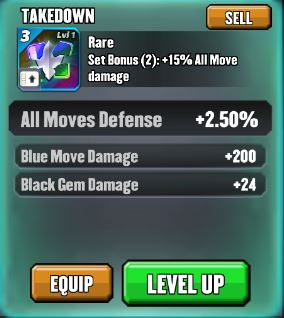 TAKEDOWN
SELL
3
Lvl 1
Rare
Set Bonus (2): +15% All Move
damage
All Moves Defense +2.50%
Blue Move Damage +200
Black Gem Damage +24
EQUIP
LEVEL UP